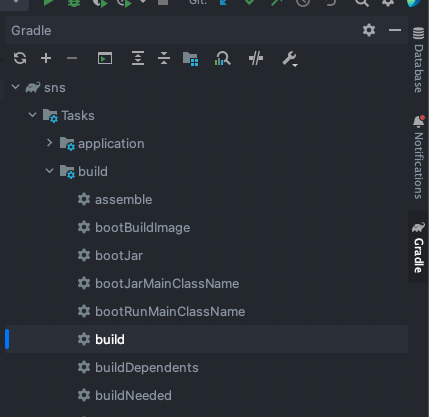 Git:
Gradle
sns
Tasks
application
build
assemble
bootBuildImage
bootJar
bootJarMainClassName
bootRunMainClassName
build
buildDependents
buildNeeded
Database
Notifications
Gradle